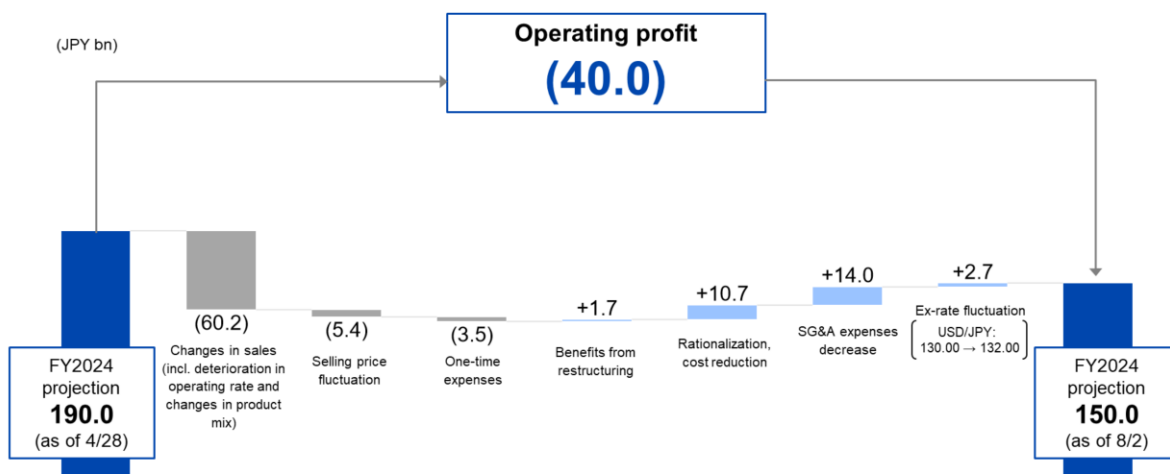 (JPY bn)
Operating profit
(40.0)
FY2024
projection
190.0
(as of 4/28)
(60.2)
Changes in sales
(incl. deterioration in
operating rate and
changes in product
mix)
(5.4)
Selling price
fluctuation
(3.5)
One-time
expenses
+1.7
Benefits from
restructuring
+10.7
Rationalization,
cost reduction
+14.0
SG&A expenses
decrease
+2.7
Ex-rate fluctuation
USD/JPY:
130.00 → 132.00
FY2024
projection
150.0
(as of 8/2)